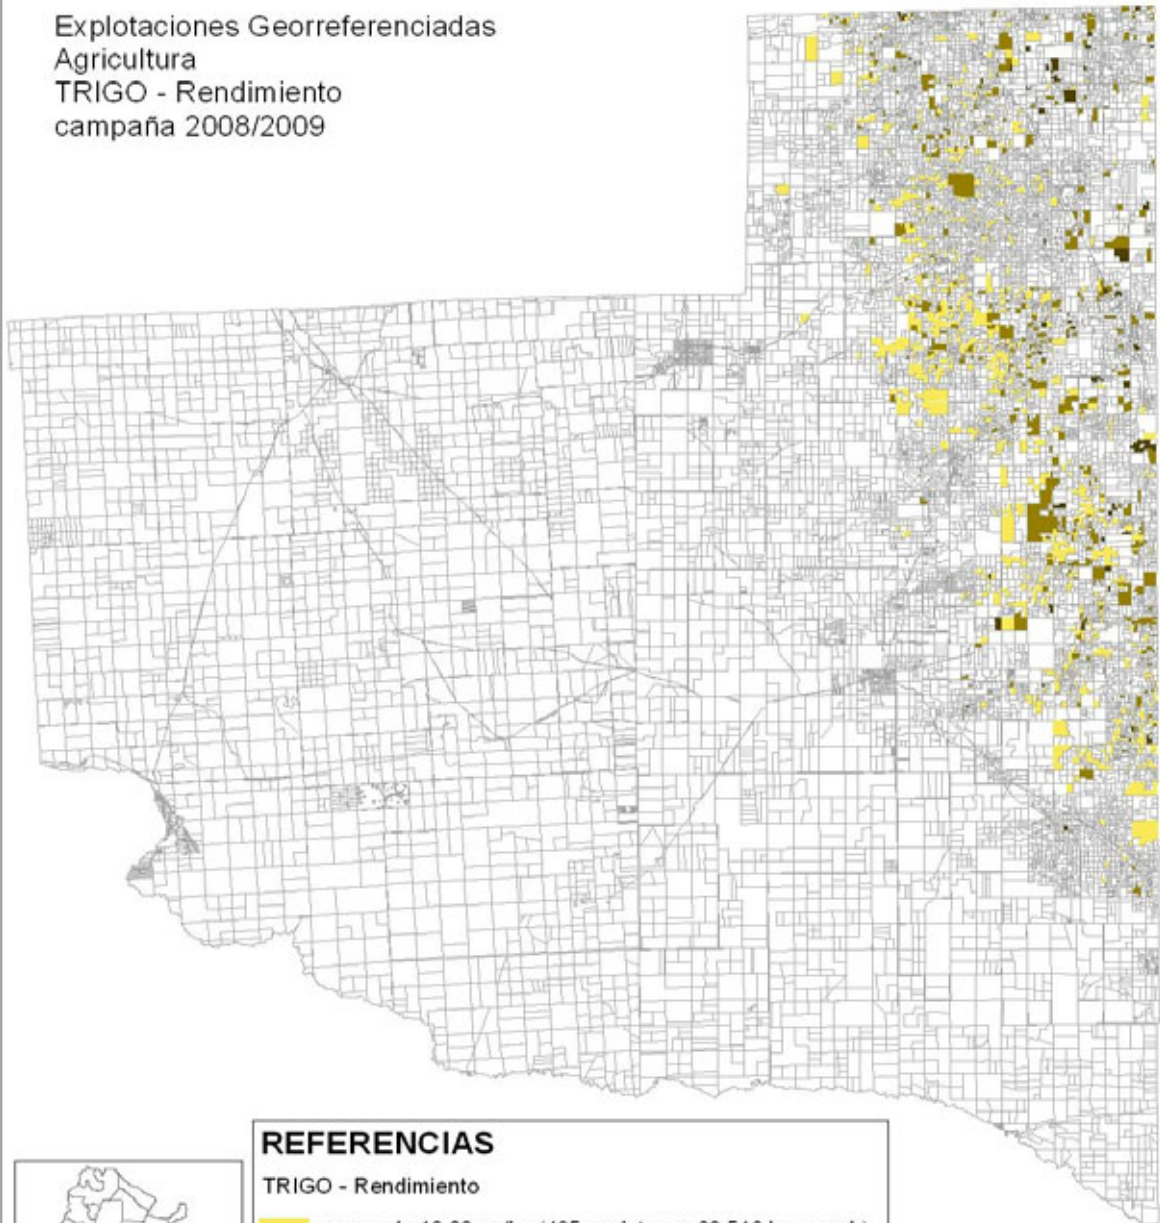 Explotaciones Georreferenciadas
Agricultura
TRIGO - Rendimiento
campaña 2008/2009
REFERENCIAS
TRIGO - Rendimiento